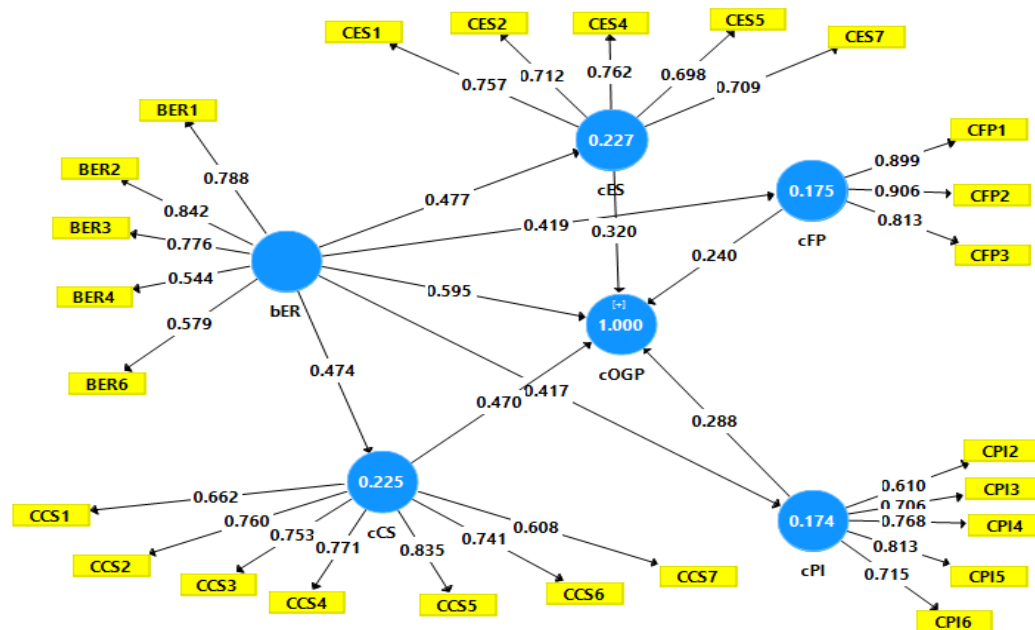 CES1
CES2
CES4
CES5
CES7
0.757
0.712
0.762
0.698
0.709
BER1
BER2
BER3
BER4
BER6
0.788
0.842
0.776
0.544
0.579
bER
0.227
cES
0.477
0.419
0.320
0.595
0.474
0.417
0.470
0.240
0.288
0.175
cFP
0.899
0.906
0.813
CFP1
CFP2
CFP3
[+]
1.000
cOGP
0.225
cCS
0.662
0.760
0.753
0.771
0.835
0.741
0.608
CCS1
CCS2
CCS3
CCS4
CCS5
CCS6
CCS7
0.174
cPI
0.610
0.706
0.768
0.813
0.715
CPI2
CPI3
CPI4
CPI5
CPI6